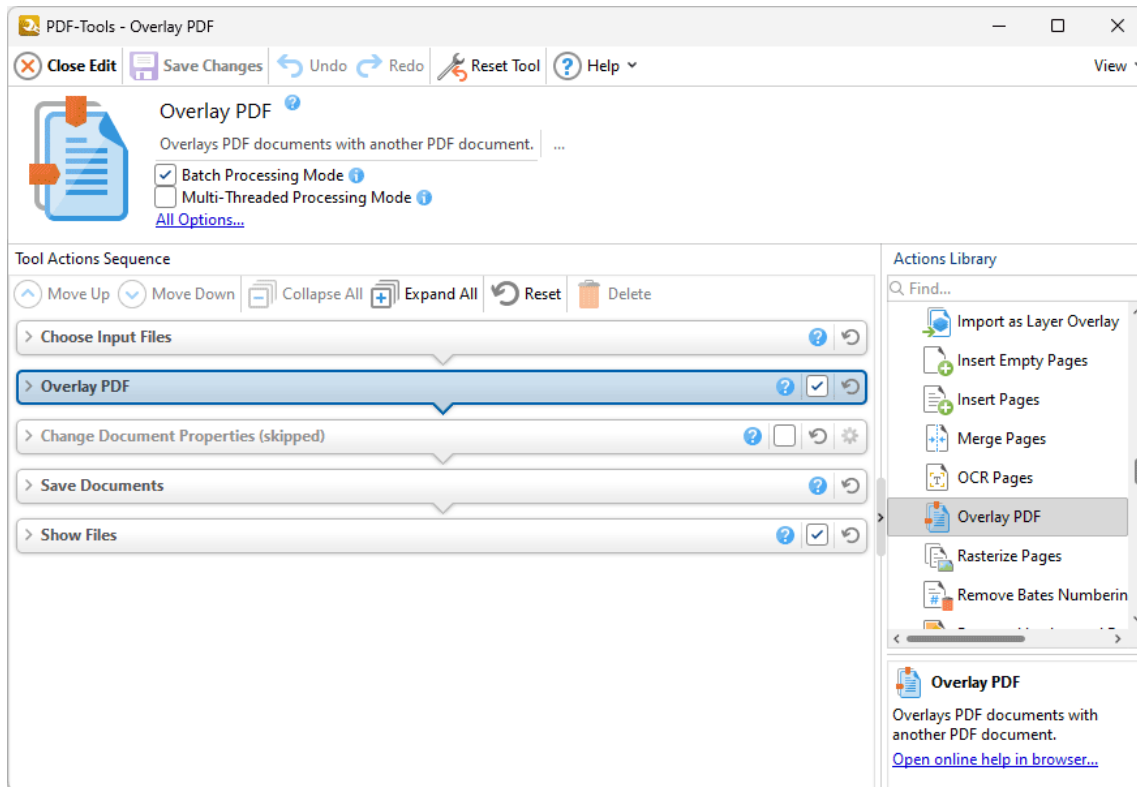 PDF-Tools - Overlay PDF
Close Edit Save Changes Undo Redo Reset Tool ? Help View
Overlay PDF ?
Overlays PDF documents with another PDF document. ...
Batch Processing Mode i
Multi-Threaded Processing Mode i
All Options...
Tool Actions Sequence
Move Up Move Down Collapse All Expand All Reset Delete
Choose Input Files ?
Overlay PDF ?
Change Document Properties (skipped) ?
Save Documents ?
Show Files ?
Actions Library
Find...
Import as Layer Overlay
Insert Empty Pages
Insert Pages
Merge Pages
OCR Pages
Overlay PDF
Rasterize Pages
Remove Bates Numberin
Overlay PDF
Overlays PDF documents with
another PDF document.
Open online help in browser...